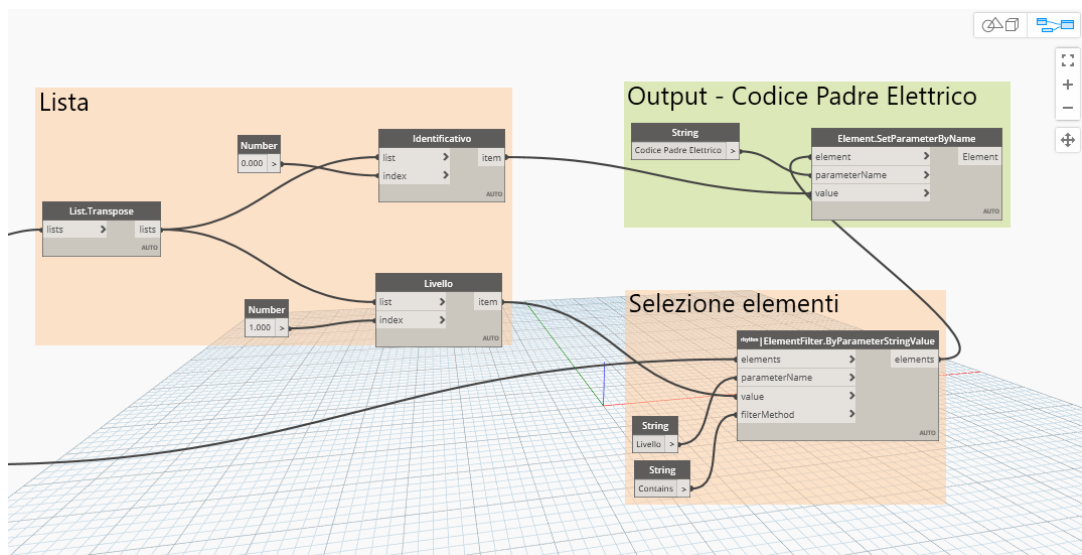 Lista
List.Transpose
lists > lists
AUTO
Number
0.000 >
Identificativo
list > item
index >
AUTO
Number
1.000 >
Livello
list > item
index >
AUTO
Output - Codice Padre Elettrico
String
Codice Padre Elettrico >
Element.SetParameterByName
element > Element
parameterName >
value >
AUTO
Selezione elementi
rhythm|ElementFilter.ByParameterStringValue
elements > elements
parameterName >
value >
filterMethod >
AUTO
String
Livello >
String
Contains >